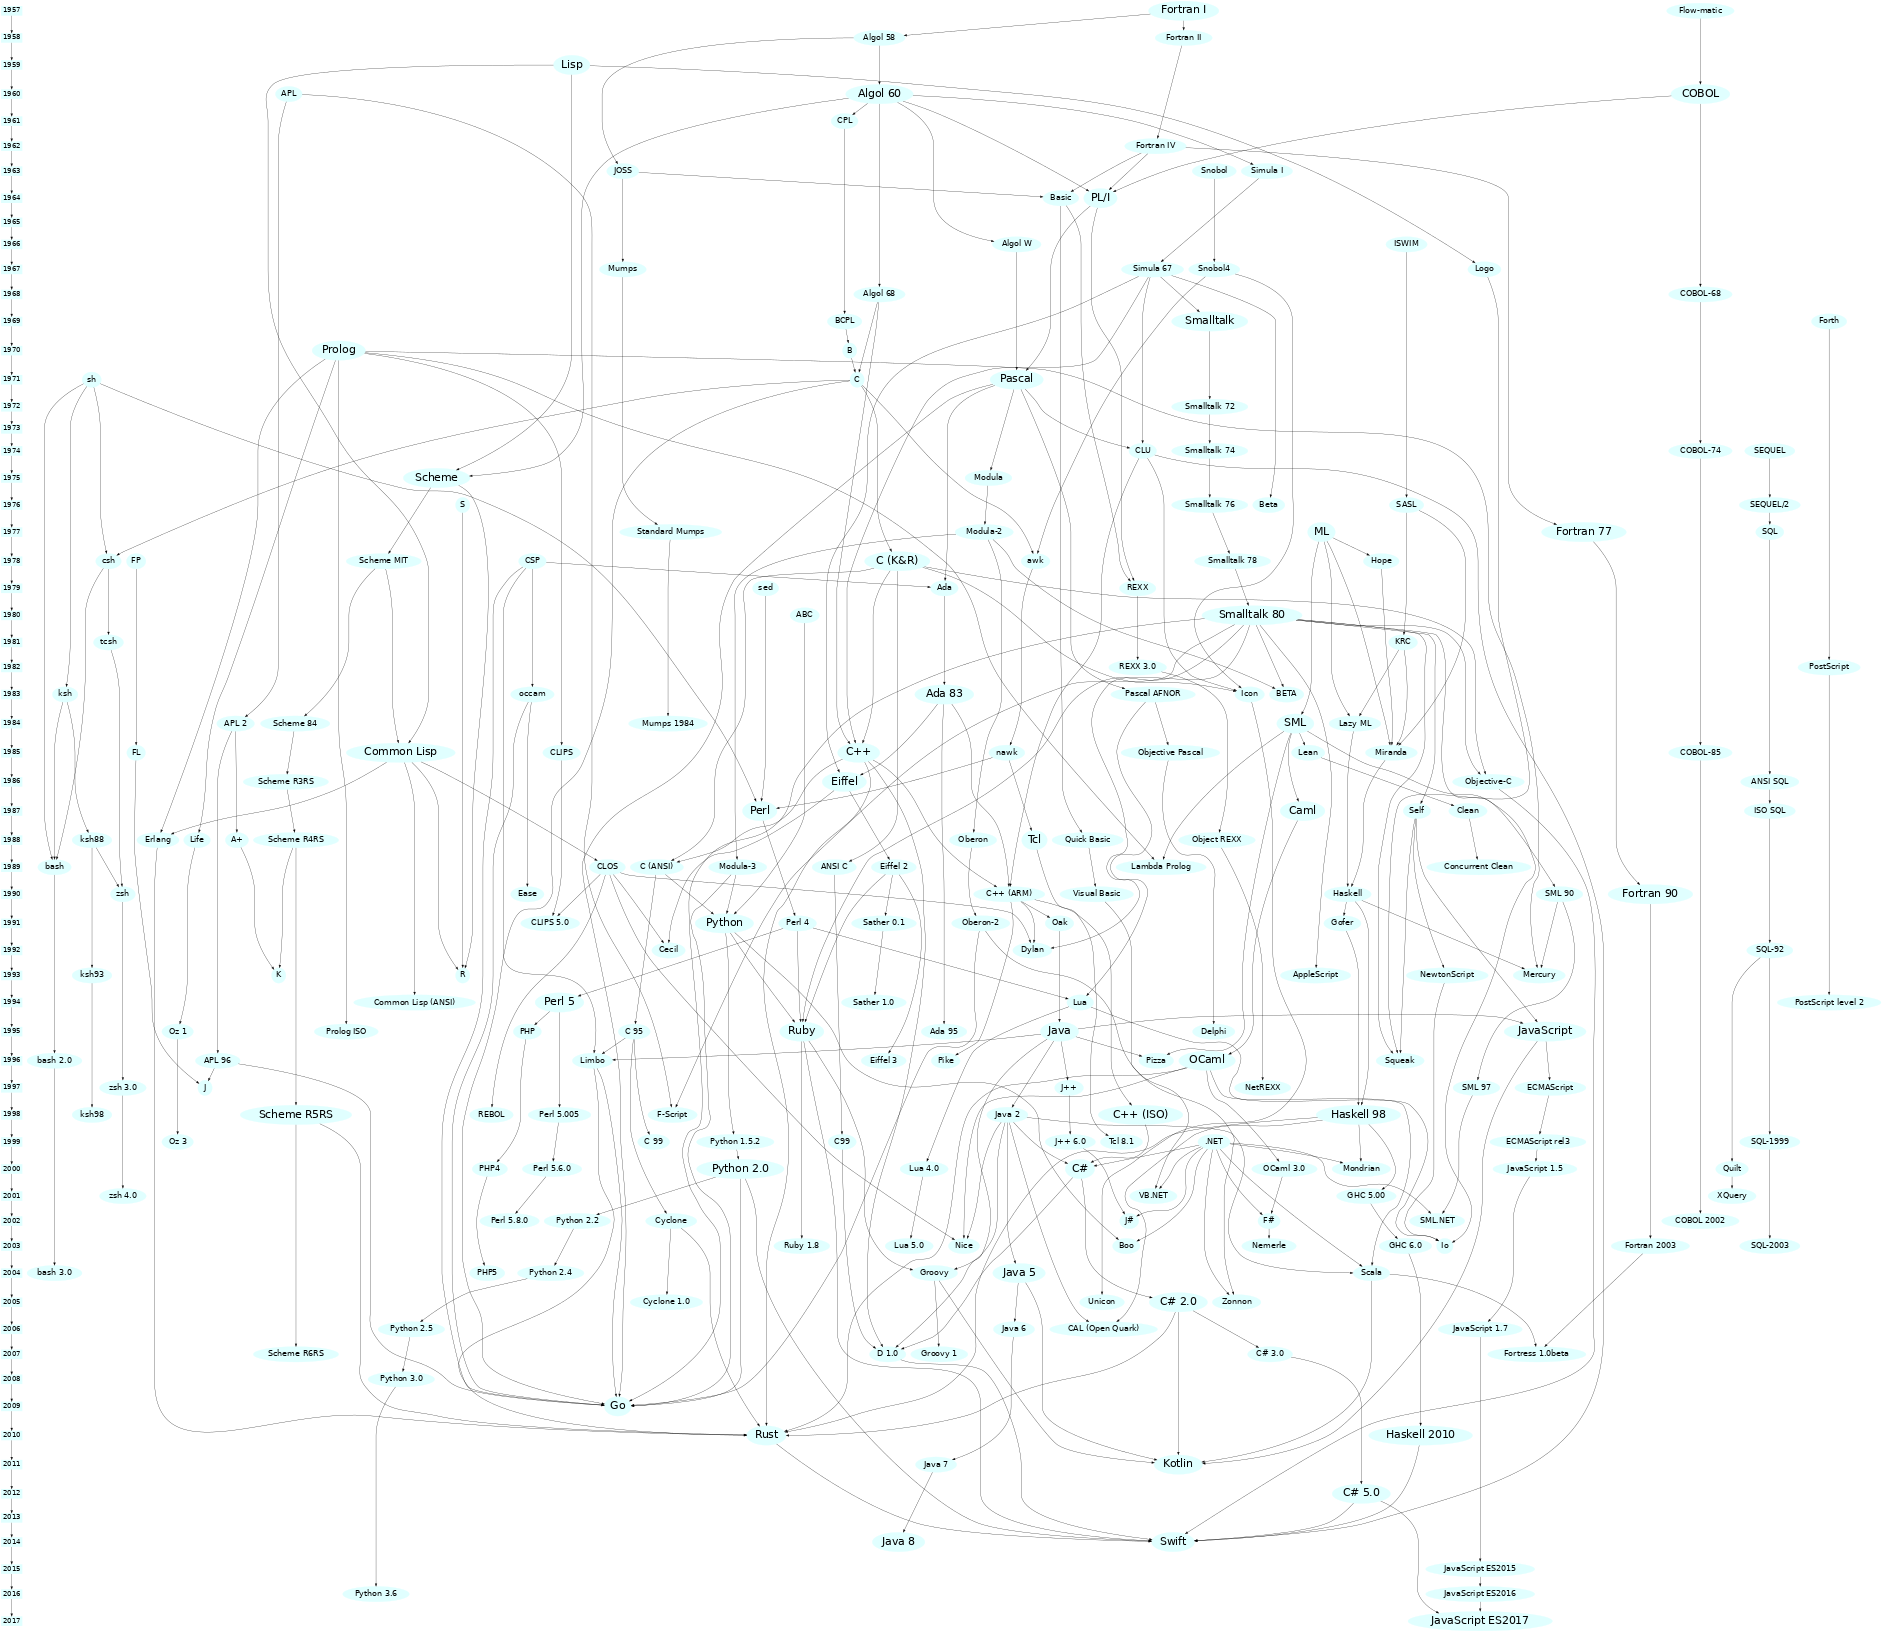 1957 Fortran I Flow-matic
1958 Algol 58 Fortran II
1959 Lisp
1960 APL Algol 60 COBOL
1961 CPL
1962 Fortran IV
1963 JOSS Snobol Simula I
1964 Basic PL/I
1965
1966 Algol W ISWIM
1967 Mumps Simula 67 Snobol4 Logo
1968 Algol 68 COBOL-68
1969 BCPL Smalltalk Forth
1970 Prolog B
1971 sh C Pascal
1972 Smalltalk 72
1973
1974 CLU Smalltalk 74 COBOL-74 SEQUEL
1975 Scheme Modula
1976 S Smalltalk 76 Beta SASL SEQUEL/2
1977 Standard Mumps Modula-2 ML Fortran 77 SQL
1978 csh FP Scheme MIT CSP C (K&R) awk Smalltalk 78 Hope
1979 sed Ada REXX
1980 ABC Smalltalk 80
1981 tcsh KRC
1982 REXX 3.0 PostScript
1983 ksh occam Ada 83 Pascal AFNOR Icon BETA
1984 APL 2 Scheme 84 Mumps 1984 SML Lazy ML
1985 FL Common Lisp CLIPS C++ nawk Objective Pascal Lean Miranda COBOL-85
1986 Scheme R3RS Eiffel Objective-C ANSI SQL
1987 Perl Caml Self Clean ISO SQL
1988 ksh88 Erlang Life A+ Scheme R4RS Oberon Tcl Quick Basic Object REXX
1989 bash CLOS C (ANSI) Modula-3 ANSI C Eiffel 2 Lambda Prolog Concurrent Clean
1990 zsh Ease C++ (ARM) Visual Basic Haskell SML 90 Fortran 90
1991 CLIPS 5.0 Python Perl 4 Sather 0.1 Oberon-2 Oak Gofer
1992 Cecil Dylan SQL-92
1993 ksh93 K R AppleScript NewtonScript Mercury
1994 Common Lisp (ANSI) Perl 5 Sather 1.0 Lua PostScript level 2
1995 Oz 1 Prolog ISO PHP C 95 Ruby Ada 95 Java Delphi JavaScript
1996 bash 2.0 APL 96 Limbo Eiffel 3 Pike Pizza OCaml Squeak
1997 zsh 3.0 J J++ NetREXX SML 97 ECMAScript
1998 ksh98 Scheme R5RS REBOL Perl 5.005 F-Script Java 2 C++ (ISO) Haskell 98
1999 Oz 3 C 99 Python 1.5.2 C99 J++ 6.0 Tcl 8.1 .NET ECMAScript rel3 SQL-1999
2000 PHP4 Perl 5.6.0 Python 2.0 Lua 4.0 C# OCaml 3.0 Mondrian JavaScript 1.5 Quilt
2001 zsh 4.0 VB.NET GHC 5.00 XQuery
2002 Perl 5.8.0 Python 2.2 Cyclone J# F# SML.NET COBOL 2002
2003 Ruby 1.8 Lua 5.0 Nice Boo Nemerle GHC 6.0 Io Fortran 2003 SQL-2003
2004 bash 3.0 PHP5 Python 2.4 Groovy Java 5 Scala
2005 Cyclone 1.0 Unicon C# 2.0 Zonnon
2006 Python 2.5 Java 6 CAL (Open Quark) JavaScript 1.7
2007 Scheme R6RS D 1.0 Groovy 1 C# 3.0 Fortress 1.0beta
2008 Python 3.0
2009 Go
2010 Rust Haskell 2010
2011 Java 7 Kotlin
2012 C# 5.0
2013
2014 Java 8 Swift
2015 JavaScript ES2015
2016 Python 3.6 JavaScript ES2016
2017 JavaScript ES2017